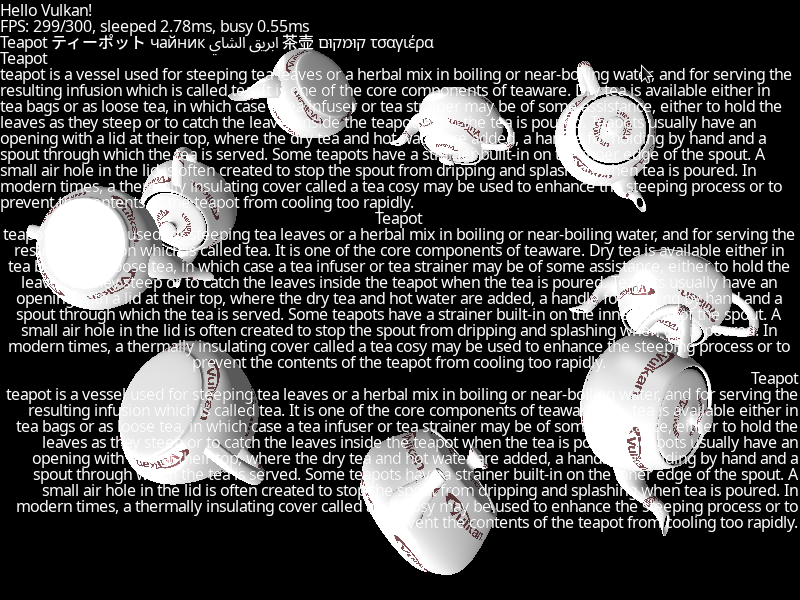 Hello Vulkan!
FPS: 299/300, sleeped 2.78ms, busy 0.55ms
Teapot ティーポット чайник ابريق الشاي 茶壶 קומקום τσαγιέρα
Teapot
teapot is a vessel used for steeping tea leaves or a herbal mix in boiling or near-boiling water, and for serving the
resulting infusion which is called tea. It is one of the core components of teaware. Dry tea is available either in
tea bags or as loose tea, in which case a tea infuser or tea strainer may be of some assistance, either to hold the
leaves as they steep or to catch the leaves inside the teapot when the tea is poured. Teapots usually have an
opening with a lid at their top, where the dry tea and hot water are added, a handle for holding by hand and a
spout through which the tea is served. Some teapots have a strainer built-in on the inner edge of the spout. A
small air hole in the lid is often created to stop the spout from dripping and splashing when tea is poured. In
modern times, a thermally insulating cover called a tea cosy may be used to enhance the steeping process or to
prevent the contents of the teapot from cooling too rapidly.
Teapot
teapot is a vessel used for steeping tea leaves or a herbal mix in boiling or near-boiling water, and for serving the
resulting infusion which is called tea. It is one of the core components of teaware. Dry tea is available either in
tea bags or as loose tea, in which case a tea infuser or tea strainer may be of some assistance, either to hold the
leaves as they steep or to catch the leaves inside the teapot when the tea is poured. Teapots usually have an
opening with a lid at their top, where the dry tea and hot water are added, a handle for holding by hand and a
spout through which the tea is served. Some teapots have a strainer built-in on the inner edge of the spout. A
small air hole in the lid is often created to stop the spout from dripping and splashing when tea is poured. In
modern times, a thermally insulating cover called a tea cosy may be used to enhance the steeping process or to
prevent the contents of the teapot from cooling too rapidly.
Teapot
teapot is a vessel used for steeping tea leaves or a herbal mix in boiling or near-boiling water, and for serving the
resulting infusion which is called tea. It is one of the core components of teaware. Dry tea is available either in
tea bags or as loose tea, in which case a tea infuser or tea strainer may be of some assistance, either to hold the
leaves as they steep or to catch the leaves inside the teapot when the tea is poured. Teapots usually have an
opening with a lid at their top, where the dry tea and hot water are added, a handle for holding by hand and a
spout through which the tea is served. Some teapots have a strainer built-in on the inner edge of the spout. A
small air hole in the lid is often created to stop the spout from dripping and splashing when tea is poured. In
modern times, a thermally insulating cover called a tea cosy may be used to enhance the steeping process or to
prevent the contents of the teapot from cooling too rapidly.
Vulkan
Vulkan
Vulkan
Vulkan
Vulkan